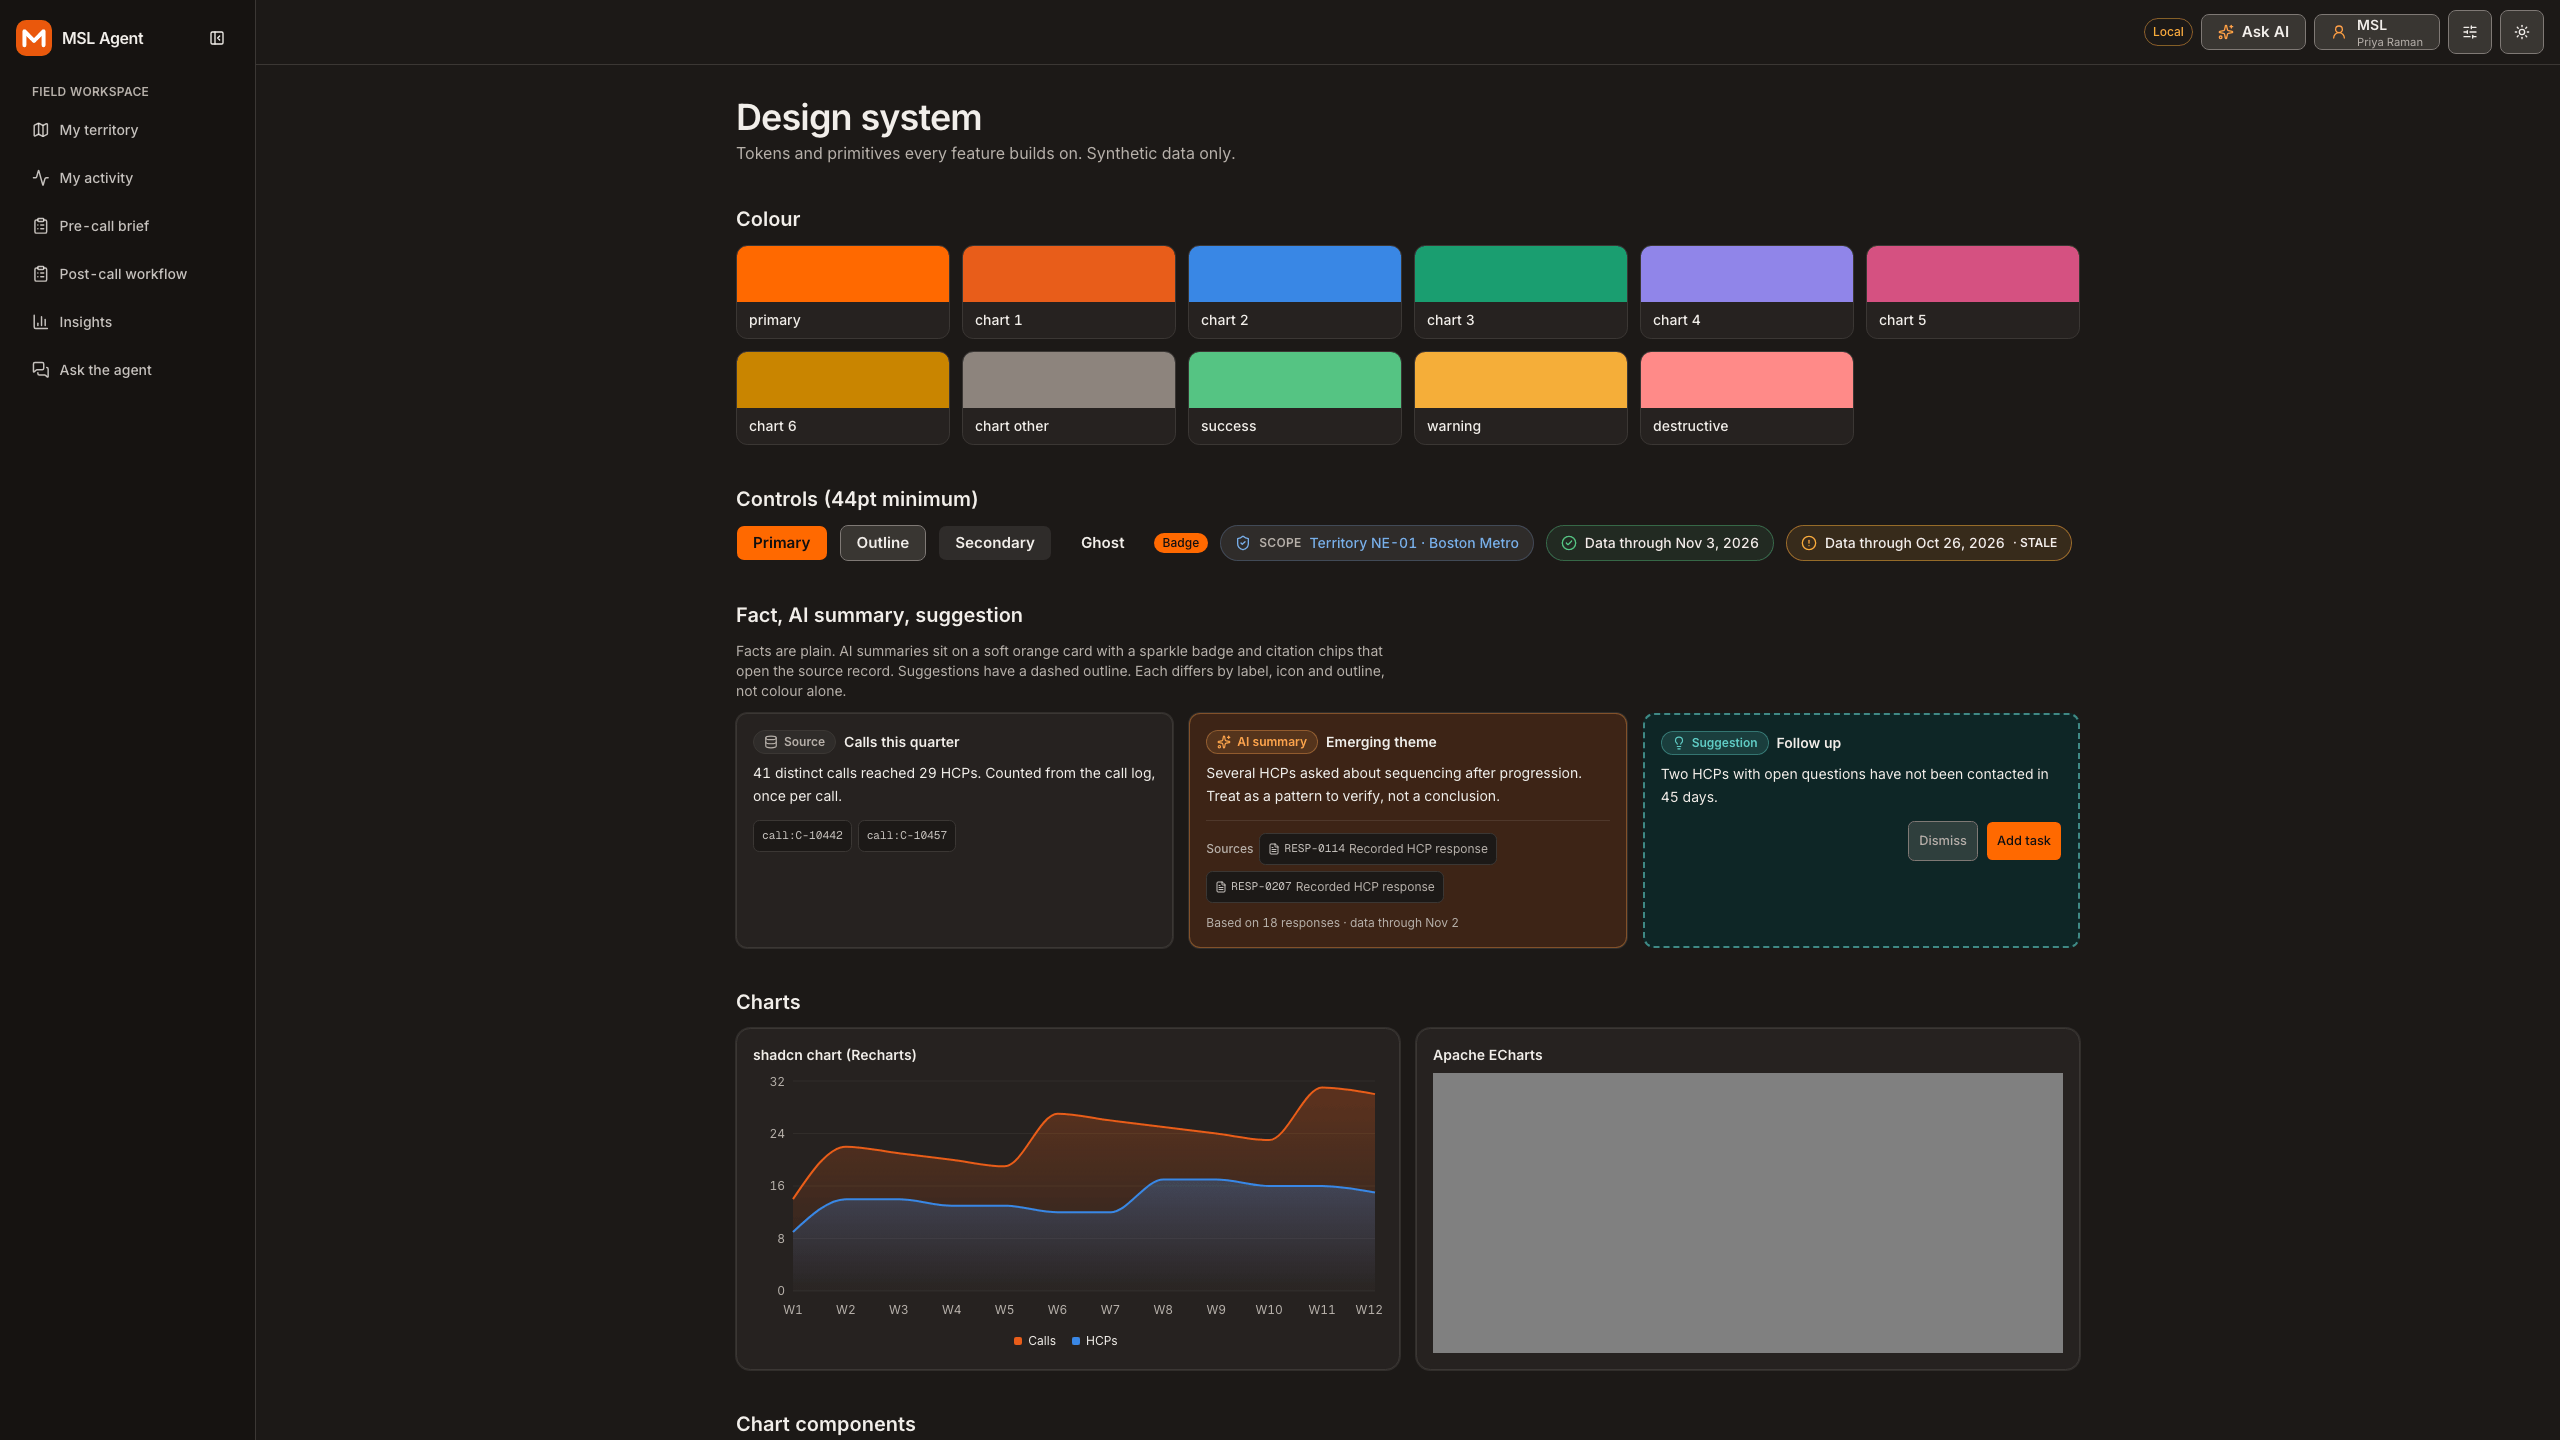 MSL Agent
FIELD WORKSPACE
My territory
My activity
Pre-call brief
Post-call workflow
Insights
Ask the agent
Local
Ask AI
MSL
Priya Raman
Design system
Tokens and primitives every feature builds on. Synthetic data only.
Colour
primary
chart 1
chart 2
chart 3
chart 4
chart 5
chart 6
chart other
success
warning
destructive
Controls (44pt minimum)
Primary
Outline
Secondary
Ghost
Badge
SCOPE Territory NE-01 · Boston Metro
Data through Nov 3, 2026
Data through Oct 26, 2026 · STALE
Fact, AI summary, suggestion
Facts are plain. AI summaries sit on a soft orange card with a sparkle badge and citation chips that
open the source record. Suggestions have a dashed outline. Each differs by label, icon and outline,
not colour alone.
Source Calls this quarter
41 distinct calls reached 29 HCPs. Counted from the call log,
once per call.
call:C-10442 call:C-10457
AI summary Emerging theme
Several HCPs asked about sequencing after progression.
Treat as a pattern to verify, not a conclusion.
Sources RESP-0114 Recorded HCP response
RESP-0207 Recorded HCP response
Based on 18 responses · data through Nov 2
Suggestion Follow up
Two HCPs with open questions have not been contacted in
45 days.
Dismiss Add task
Charts
shadcn chart (Recharts)
32
24
16
8
0
W1 W2 W3 W4 W5 W6 W7 W8 W9 W10 W11 W12
Calls HCPs
Apache ECharts
Chart components